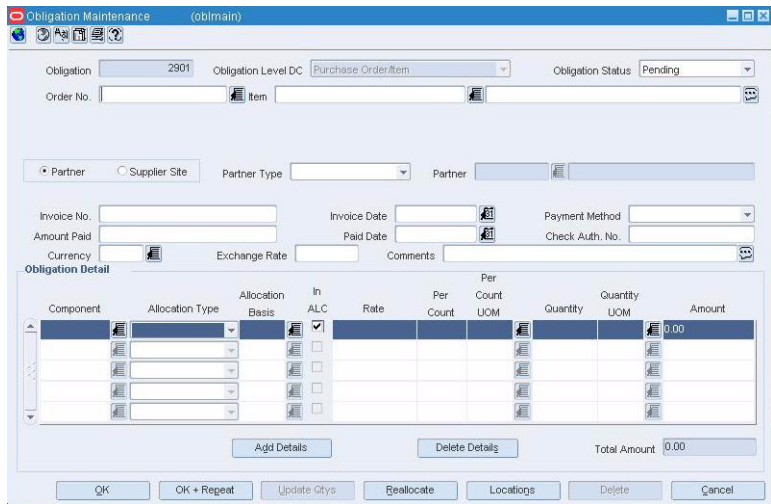 Obligation Maintenance (oblmain)
Obligation 2901 Obligation Level DC Purchase Order/Item Obligation Status Pending
Order No. Item
Partner Supplier Site Partner Type Partner
Invoice No. Invoice Date Payment Method
Amount Paid Paid Date Check Auth. No.
Currency Exchange Rate Comments
Obligation Detail
Component Allocation Type Allocation Basis In ALC Rate Per Count Per Count UOM Quantity Quantity UOM Amount
0.00
Add Details Delete Details Total Amount 0.00
OK OK + Repeat Update Qtys Reallocate Locations Delete Cancel